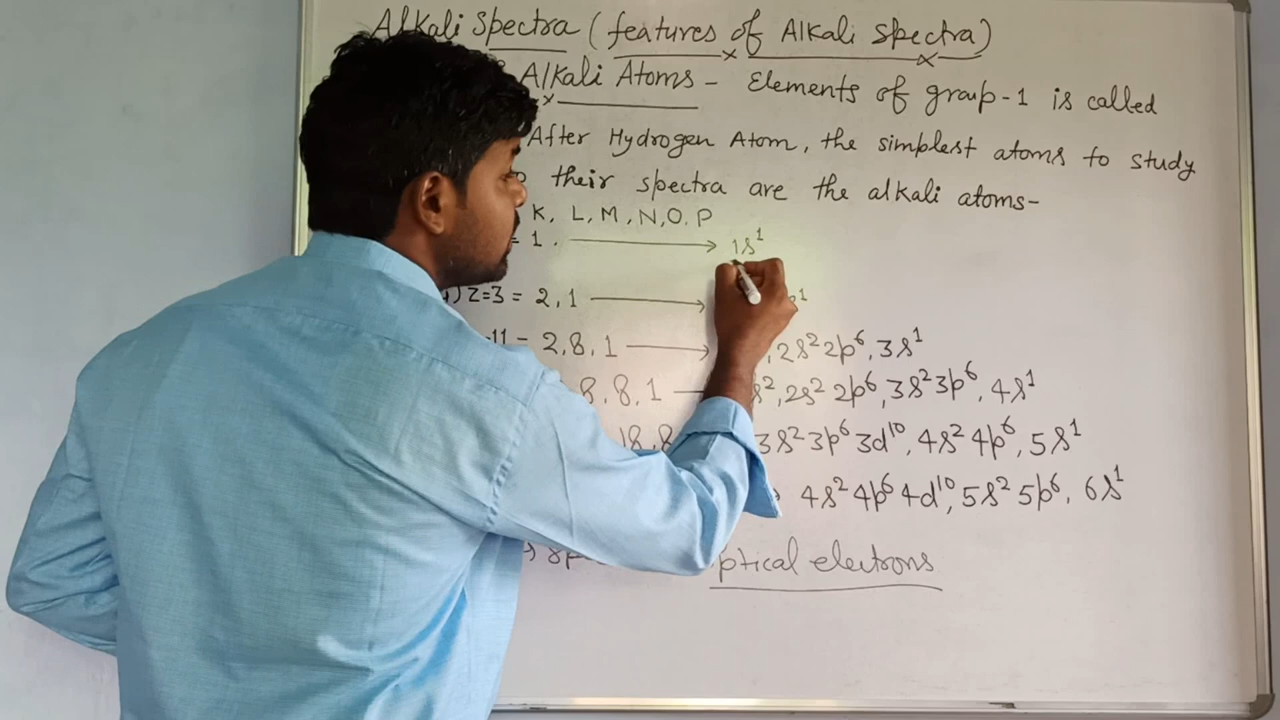 Alkali Spectra (features of Alkali Spectra)
Alkali Atoms - Elements of group-1 is called
After Hydrogen Atom, the simplest atoms to study
their spectra are the alkali atoms-
K, L, M, N, O, P
= 1. → 1s¹
) Z=3 = 2,1 → ¹
11 = 2,8,1 → , 2s² 2p⁶, 3s¹
8, 8, 1 s², 2s² 2p⁶, 3s² 3p⁶, 4s¹
18, 8 3s² 3p⁶ 3d¹⁰, 4s² 4p⁶, 5s¹
→ 4s² 4p⁶ 4d¹⁰, 5s² 5p⁶, 6s¹
ptical electrons